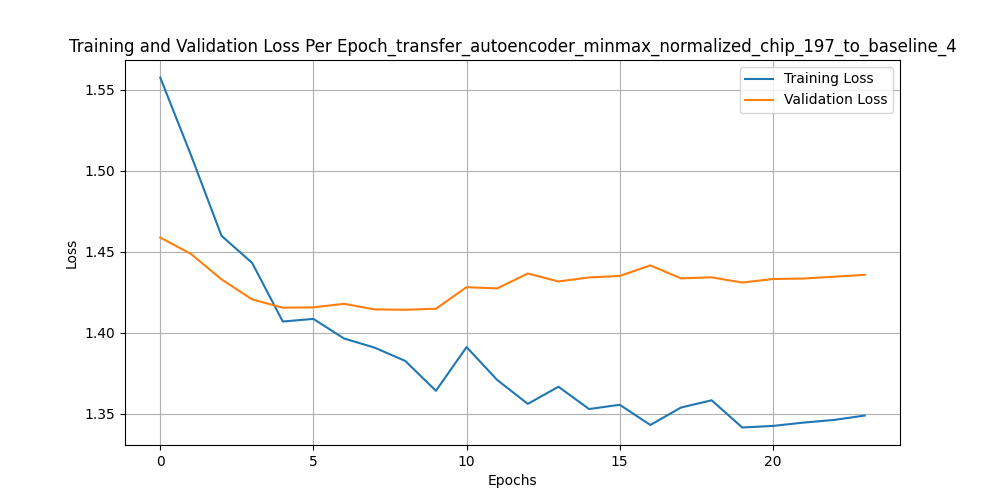 Training and Validation Loss Per Epoch_transfer_autoencoder_minmax_normalized_chip_197_to_baseline_4
Training Loss
Validation Loss
1.55
1.50
1.45
1.40
1.35
Loss
0 5 10 15 20
Epochs